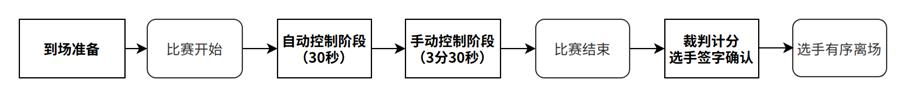 到场准备
比赛开始
自动控制阶段
（30秒）
手动控制阶段
（3分30秒）
比赛结束
裁判计分
选手签字确认
选手有序离场